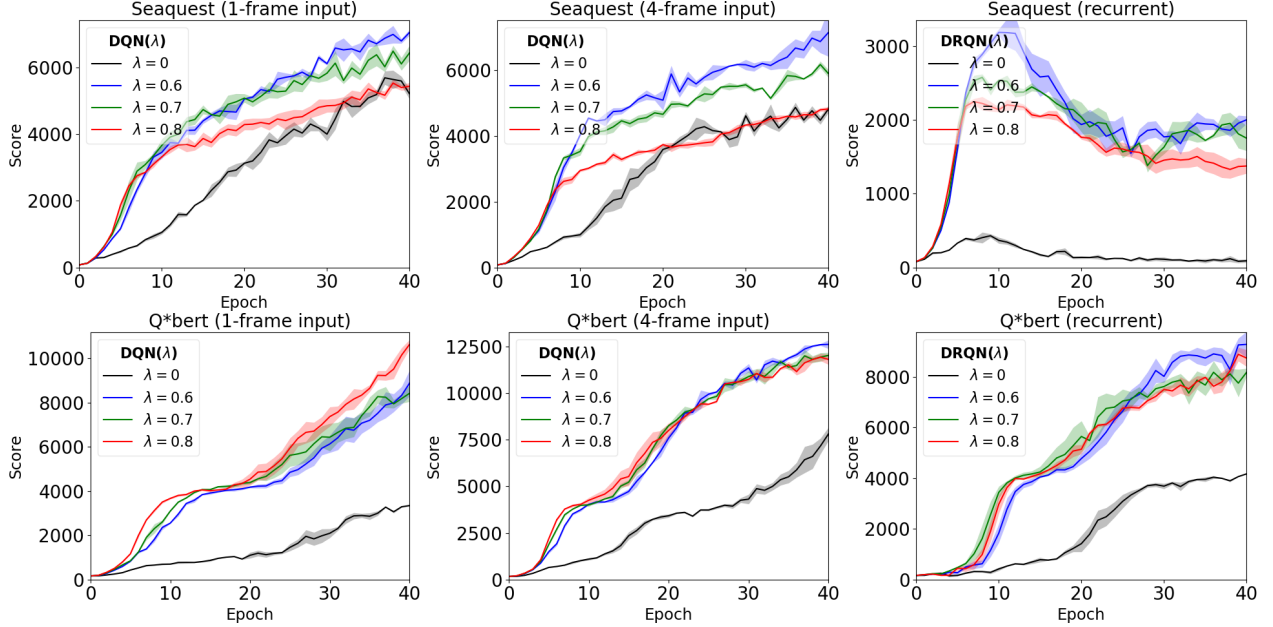 Seaquest (1-frame input)
DQN(λ)
λ = 0
λ = 0.6
λ = 0.7
λ = 0.8
Score
6000
4000
2000
0
0 10 20 30 40
Epoch
Seaquest (4-frame input)
DQN(λ)
λ = 0
λ = 0.6
λ = 0.7
λ = 0.8
Score
6000
4000
2000
0
0 10 20 30 40
Epoch
Seaquest (recurrent)
DRQN(λ)
λ = 0
λ = 0.6
λ = 0.7
λ = 0.8
Score
3000
2000
1000
0
0 10 20 30 40
Epoch
Q*bert (1-frame input)
DQN(λ)
λ = 0
λ = 0.6
λ = 0.7
λ = 0.8
Score
10000
8000
6000
4000
2000
0
0 10 20 30 40
Epoch
Q*bert (4-frame input)
DQN(λ)
λ = 0
λ = 0.6
λ = 0.7
λ = 0.8
Score
12500
10000
7500
5000
2500
0
0 10 20 30 40
Epoch
Q*bert (recurrent)
DRQN(λ)
λ = 0
λ = 0.6
λ = 0.7
λ = 0.8
Score
8000
6000
4000
2000
0
0 10 20 30 40
Epoch